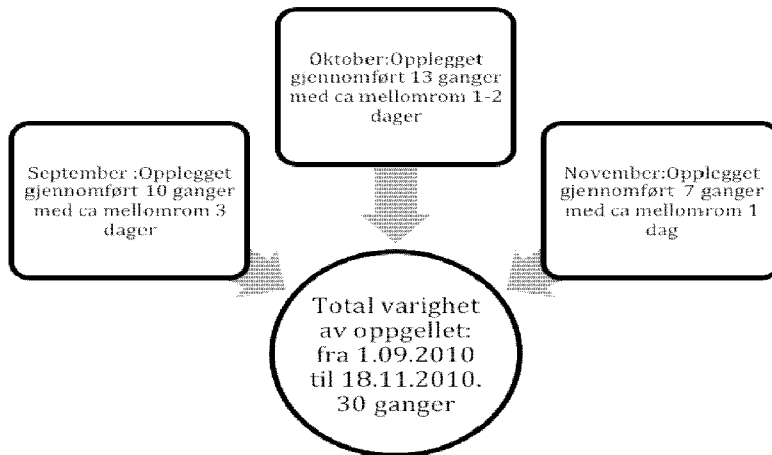 Oktober:Opplegget
gjennomført 13 ganger
med ca mellomrom 1-2
dager
September :Opplegget
gjennomført 10 ganger
med ca mellomrom 3
dager
November:Opplegget
gjennomført 7 ganger
med ca mellomrom 1
dag
Total varighet
av oppgellet:
fra 1.09.2010
til 18.11.2010.
30 ganger